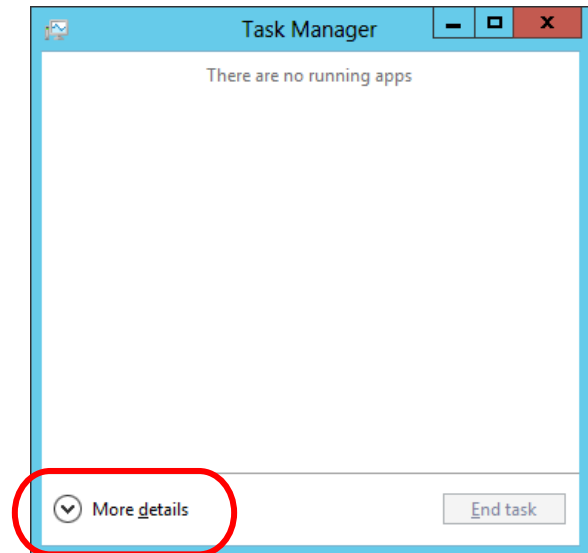 Task Manager
There are no running apps
More details
End task